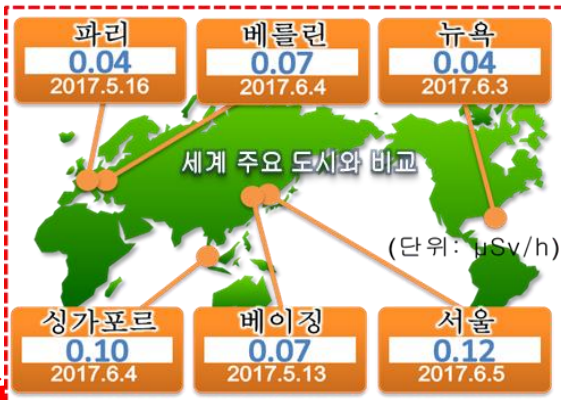 파리
0.04
2017.5.16
베를린
0.07
2017.6.4
뉴욕
0.04
2017.6.3
세계 주요 도시와 비교
(단위: μSv/h)
싱가포르
0.10
2017.6.4
베이징
0.07
2017.5.13
서울
0.12
2017.6.5